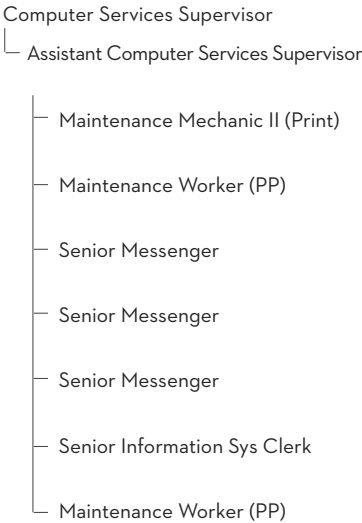 Computer Services Supervisor
Assistant Computer Services Supervisor
Maintenance Mechanic II (Print)
Maintenance Worker (PP)
Senior Messenger
Senior Messenger
Senior Messenger
Senior Information Sys Clerk
Maintenance Worker (PP)